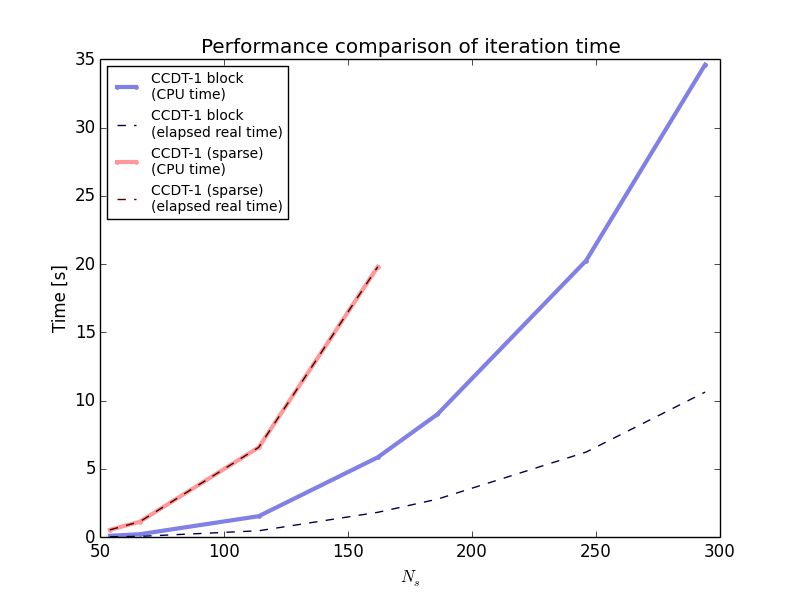 Performance comparison of iteration time
CCDT-1 block
(CPU time)
CCDT-1 block
(elapsed real time)
CCDT-1 (sparse)
(CPU time)
CCDT-1 (sparse)
(elapsed real time)
Time [s]
35
30
25
20
15
10
5
0
50
100
150
200
250
300
N_s